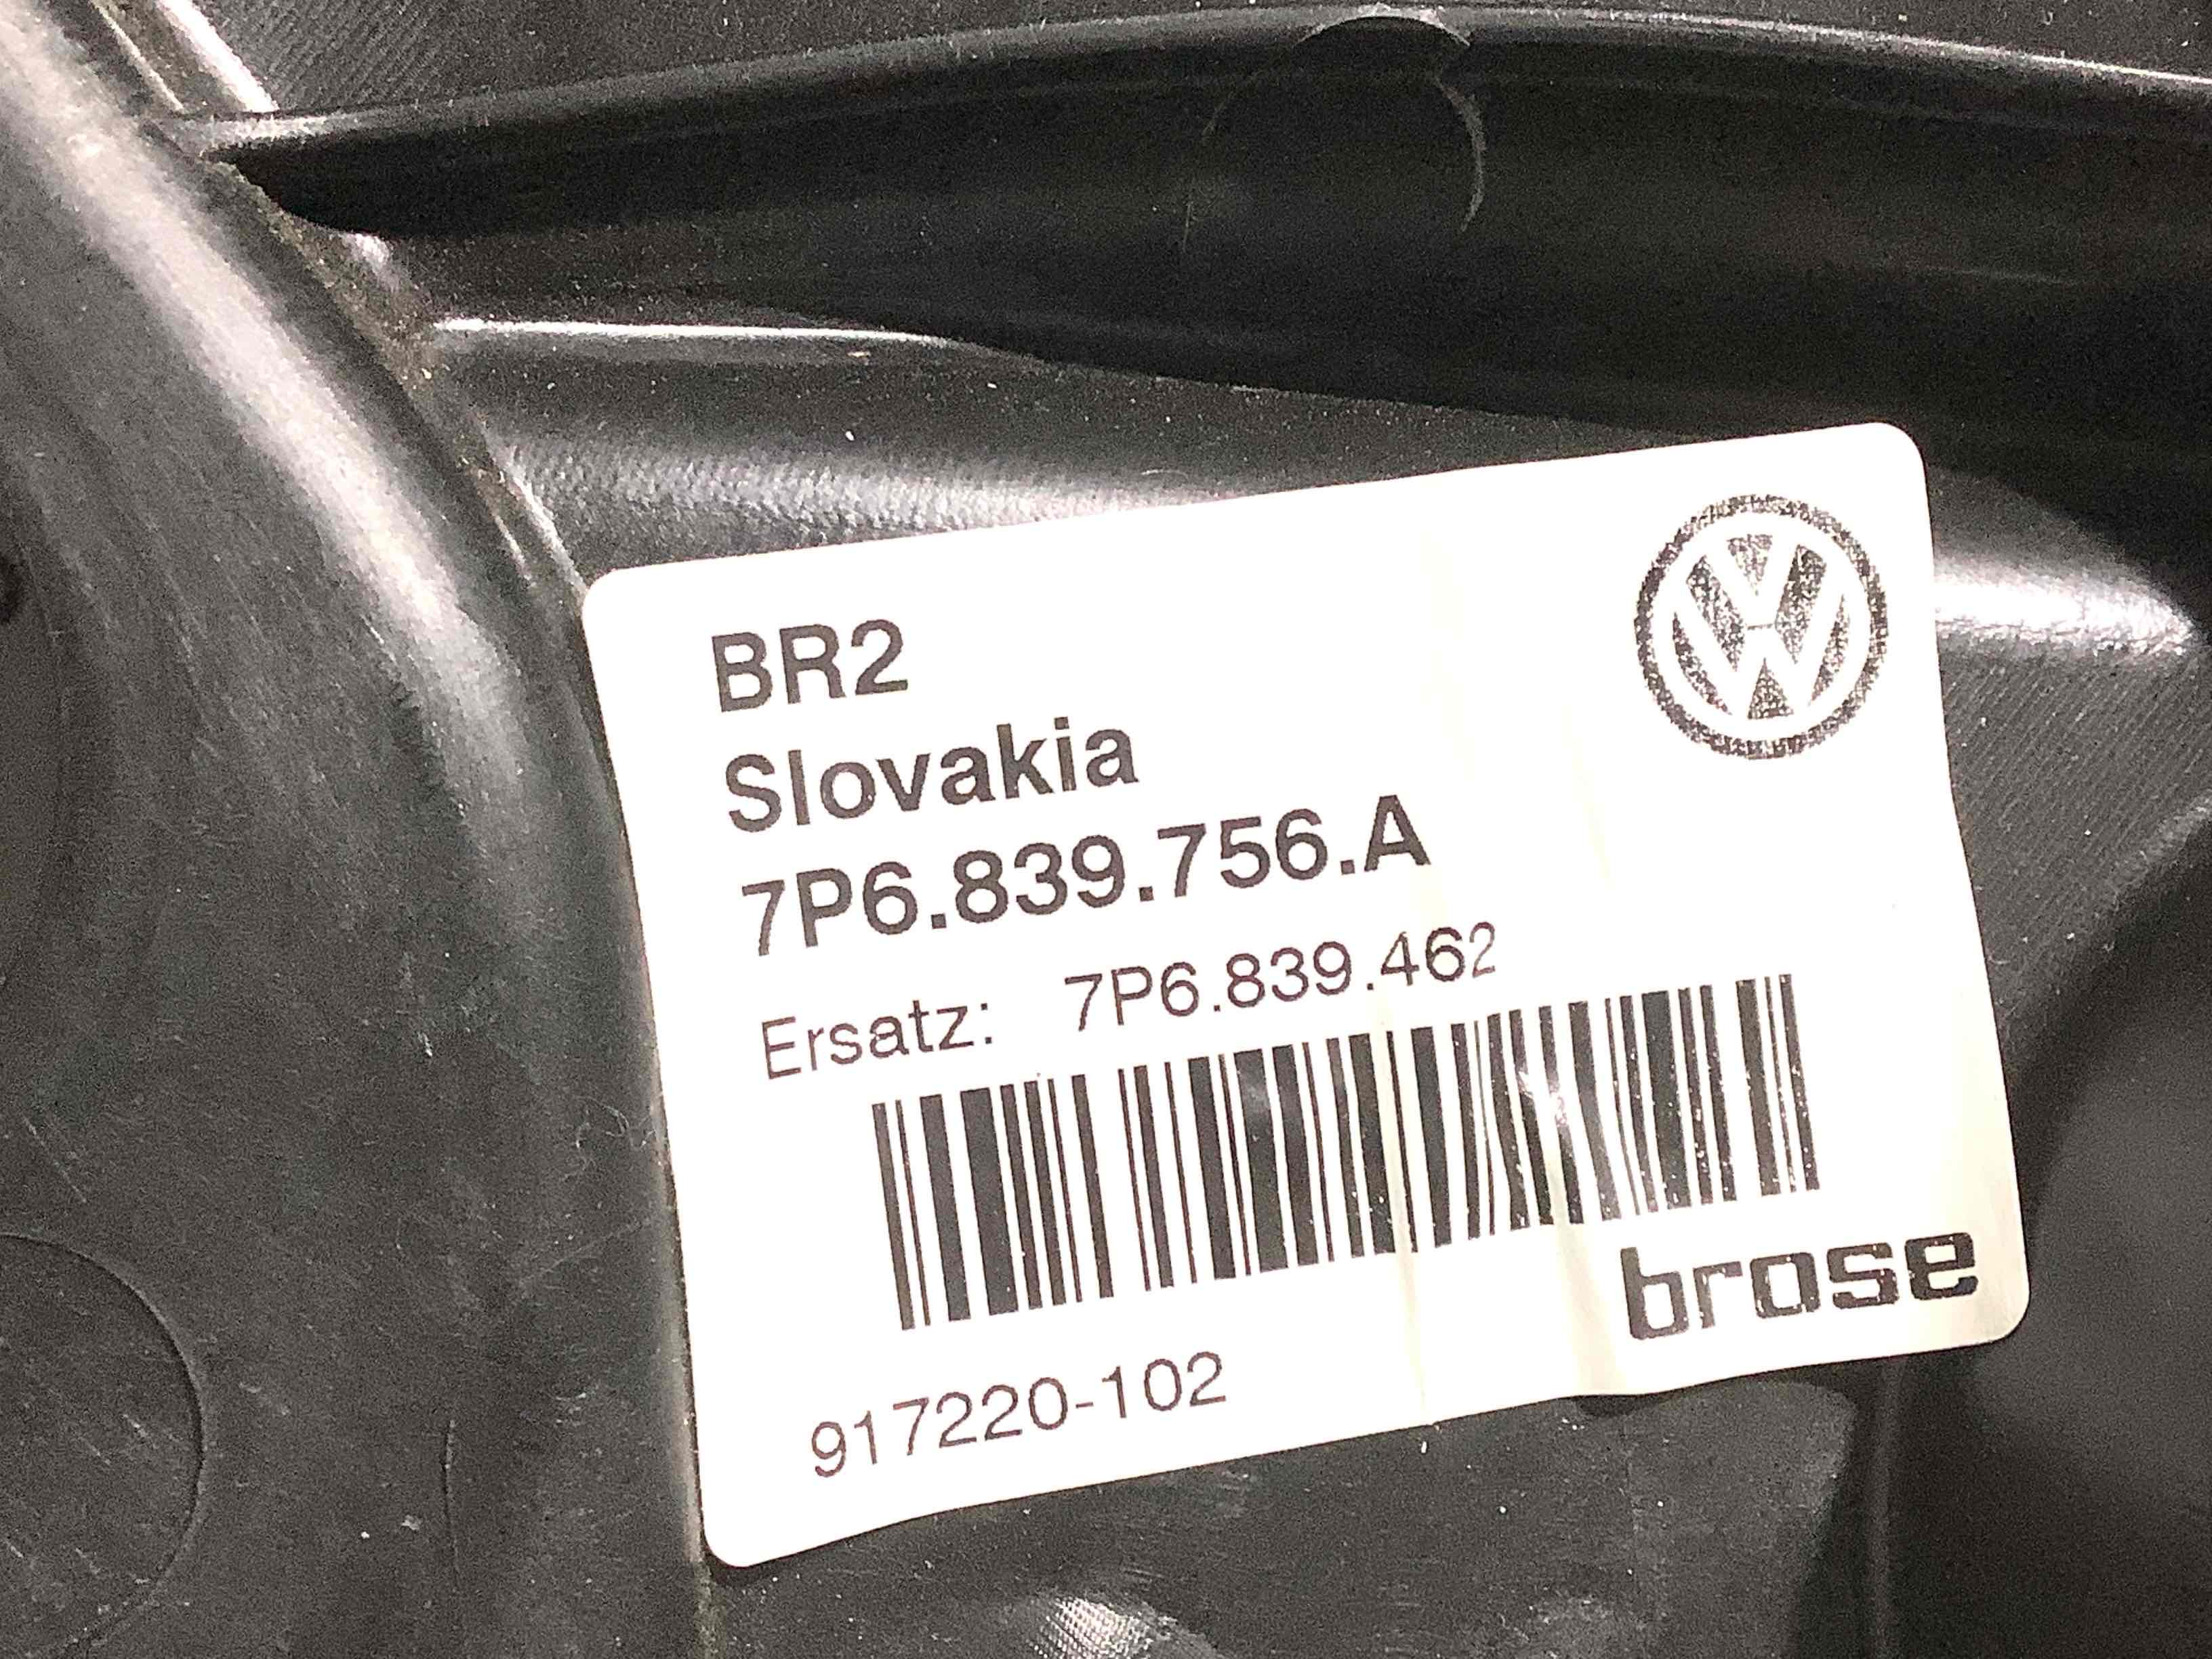 BR2
Slovakia
7P6.839.756.A
Ersatz: 7P6.839.462
brose
917220-102